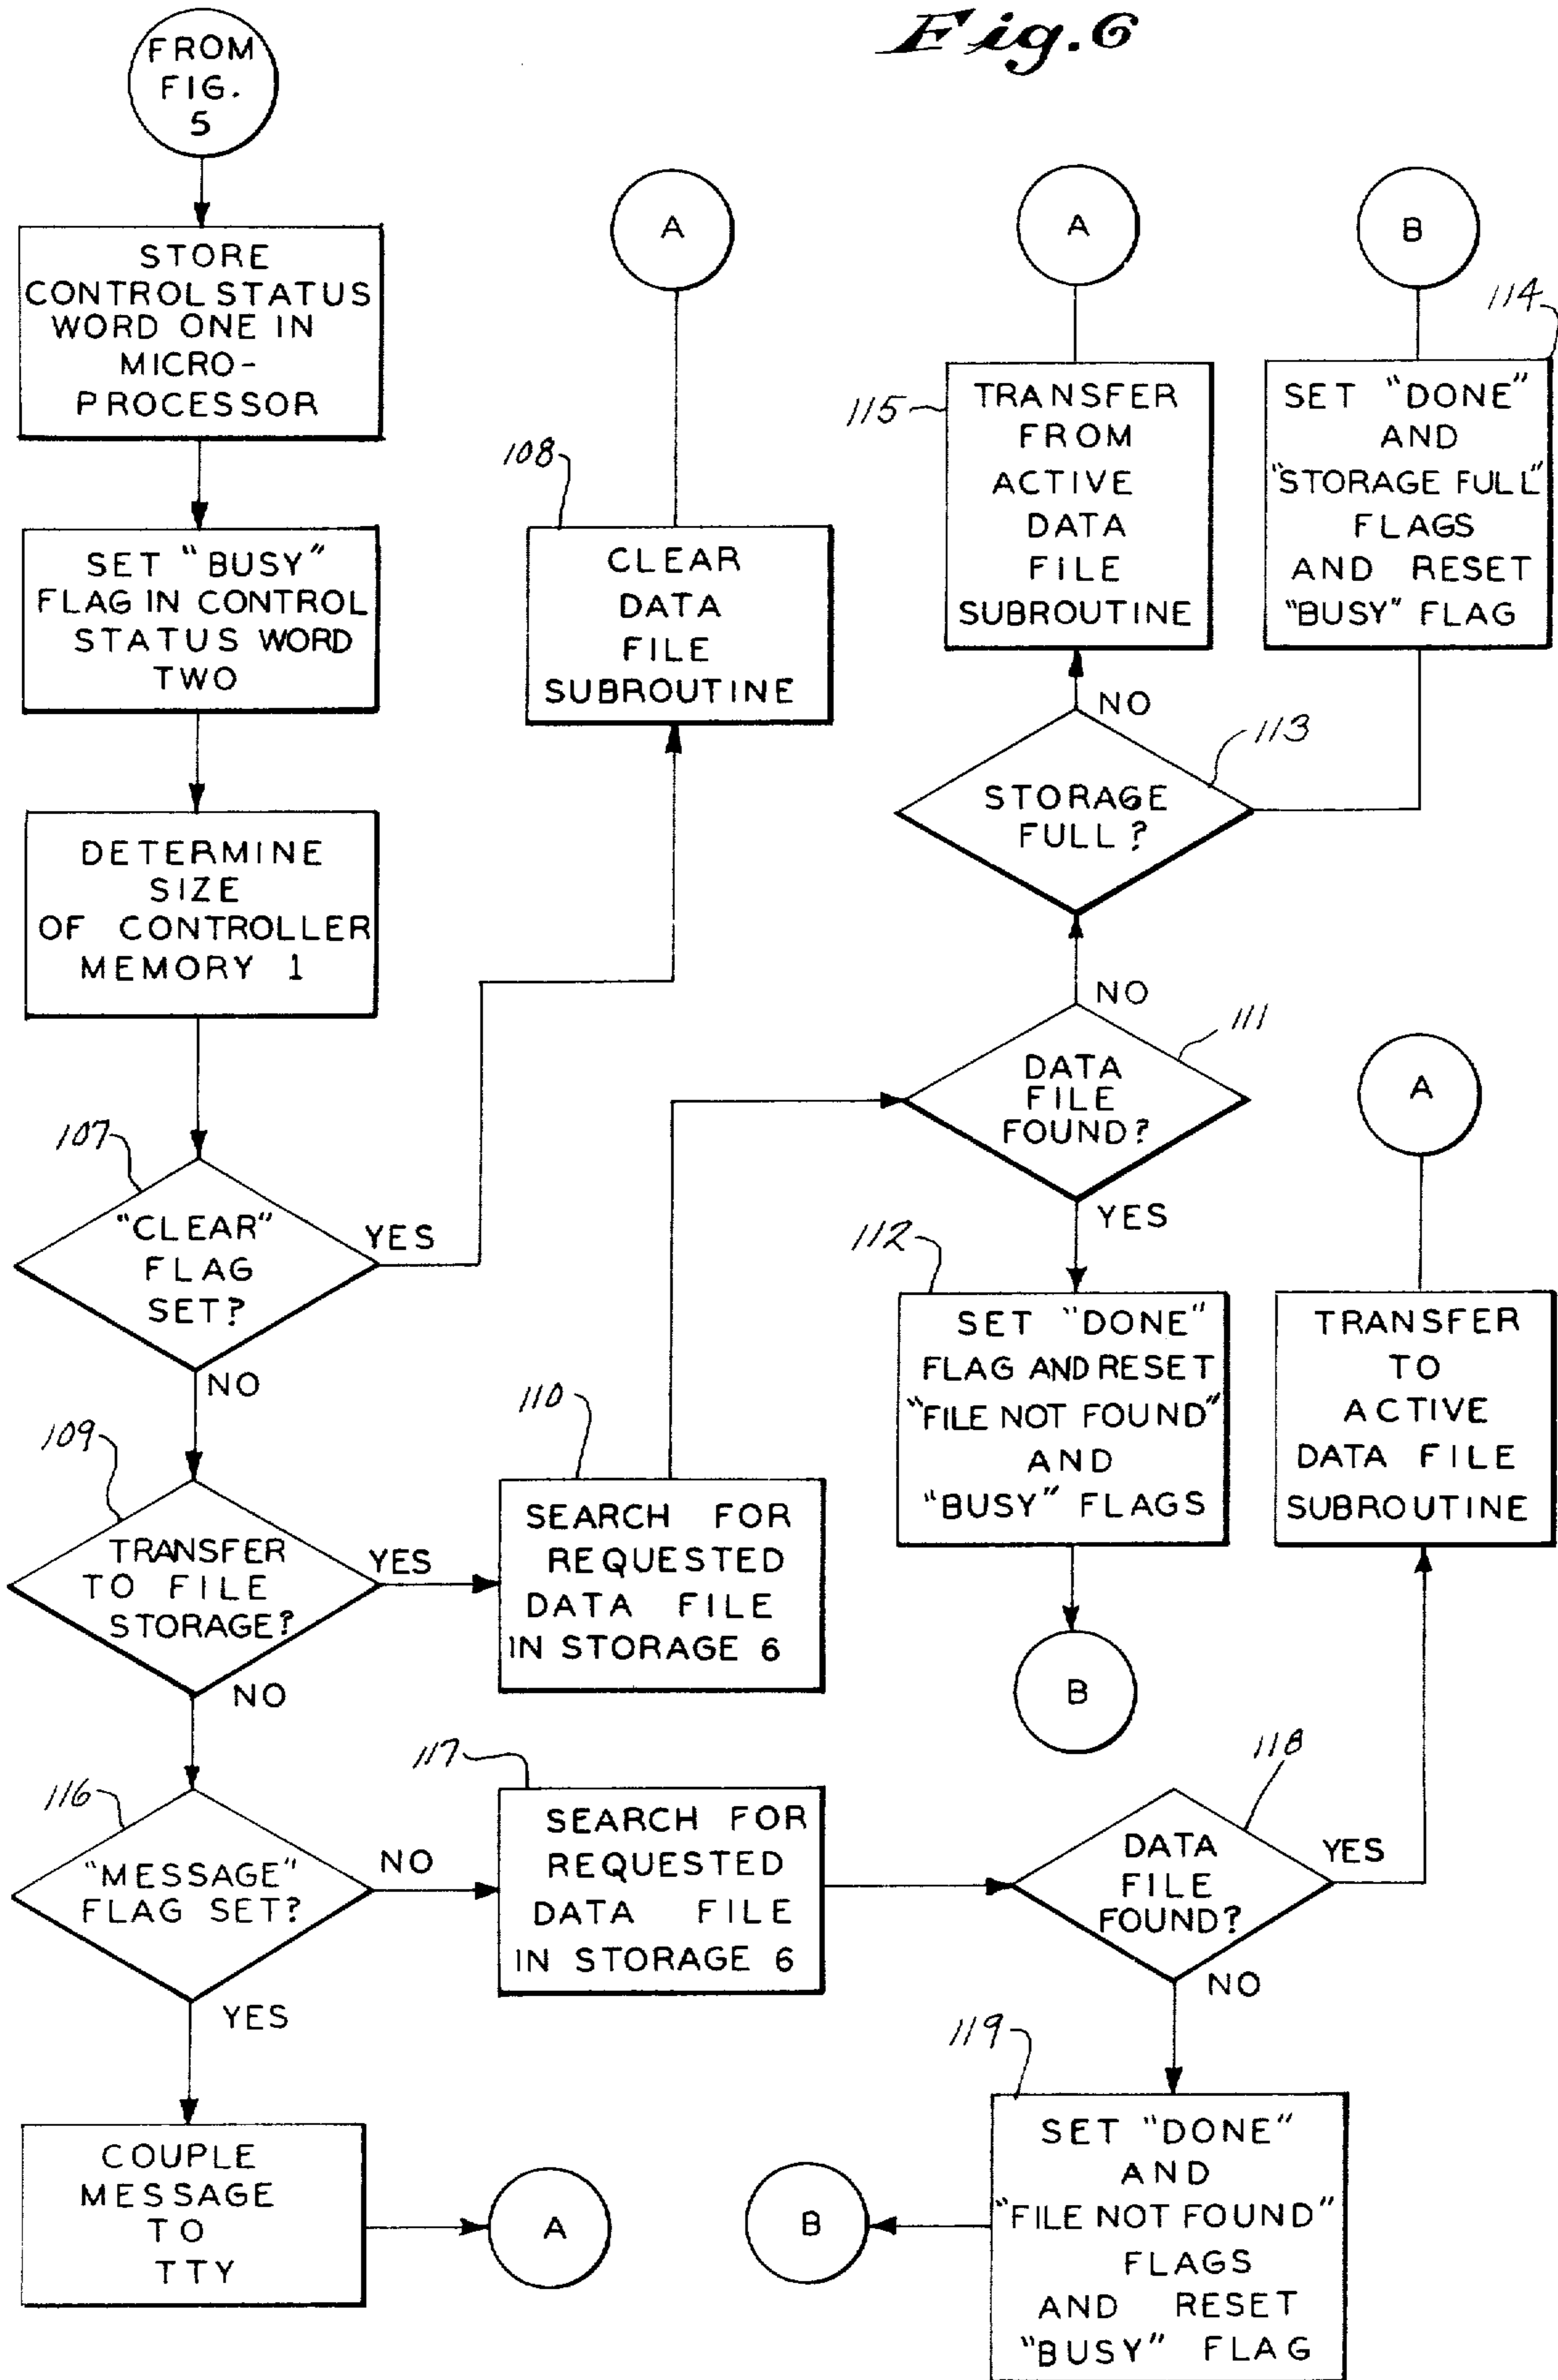 Fig. 6
FROM
FIG.
5
STORE
CONTROL STATUS
WORD ONE IN
MICRO-
PROCESSOR
SET "BUSY"
FLAG IN CONTROL
STATUS WORD
TWO
DETERMINE
SIZE
OF CONTROLLER
MEMORY 1
107
"CLEAR"
FLAG
SET?
YES
NO
A
108
CLEAR
DATA
FILE
SUBROUTINE
109
TRANSFER
TO FILE
STORAGE?
YES
NO
110
SEARCH FOR
REQUESTED
DATA FILE
IN STORAGE 6
A
115
TRANSFER
FROM
ACTIVE
DATA
FILE
SUBROUTINE
NO
B
114
SET "DONE"
AND
"STORAGE FULL"
FLAGS
AND RESET
"BUSY" FLAG
113
STORAGE
FULL?
NO
111
DATA
FILE
FOUND?
YES
112
SET "DONE"
FLAG AND RESET
"FILE NOT FOUND"
AND
"BUSY" FLAGS
B
A
TRANSFER
TO
ACTIVE
DATA FILE
SUBROUTINE
116
"MESSAGE"
FLAG SET?
NO
YES
117
SEARCH FOR
REQUESTED
DATA FILE
IN STORAGE 6
118
DATA
FILE
FOUND?
YES
NO
COUPLE
MESSAGE
TO
TTY
A
B
119
SET "DONE"
AND
"FILE NOT FOUND"
FLAGS
AND RESET
"BUSY" FLAG